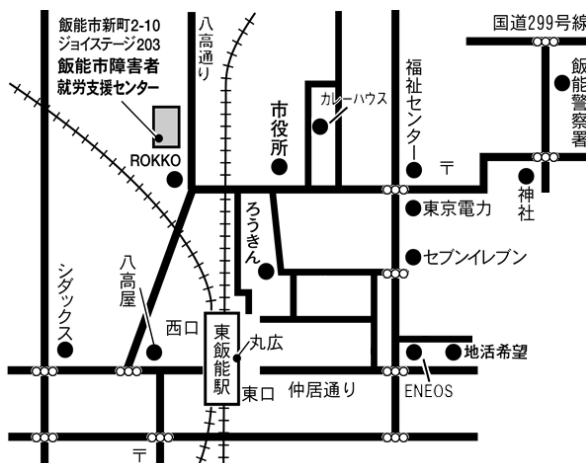 飯能市新町2-10
ジョイステージ203
飯能市障害者
就労支援センター
八高通り
国道299号線
飯能警察署
福祉センター
カレーハウス
市役所
〒
ROKKO
神社
東京電力
ろうきん
セブンイレブン
シダックス
八高屋
西口
東飯能駅
丸広
東口
仲居通り
地活希望
ENEOS
〒